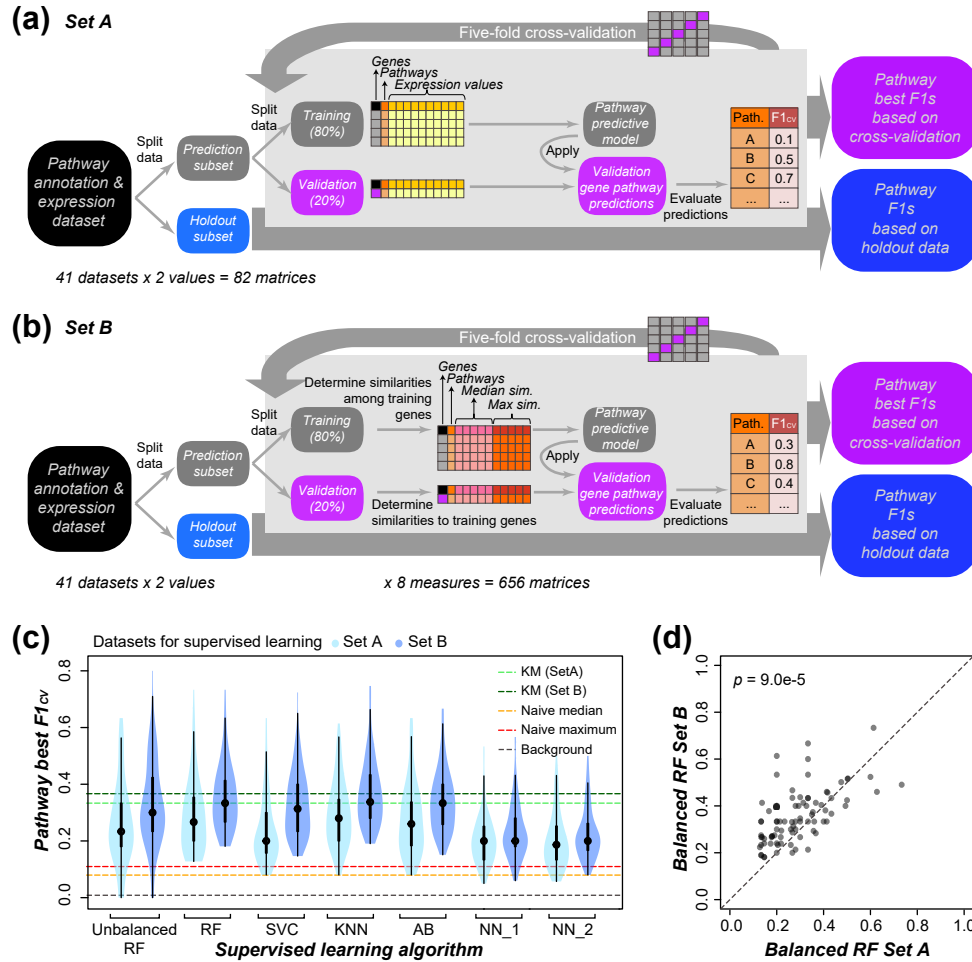 (a) Set A
Five-fold cross-validation
Genes
Pathways
Expression values
Split
data
Split
data
Training
(80%)
Prediction
subset
Pathway
annotation &
expression
dataset
Validation
(20%)
Holdout
subset
Pathway
predictive
model
Apply
Validation
gene pathway
predictions
Evaluate
predictions
Path. F1cv
A 0.1
B 0.5
C 0.7
... ...
Pathway
best F1s
based on
cross-validation
Pathway
F1s
based on
holdout data
41 datasets x 2 values = 82 matrices
(b) Set B
Five-fold cross-validation
Genes
Pathways
Median sim.
Max sim.
Determine similarities
among training
genes
Split
data
Split
data
Training
(80%)
Prediction
subset
Pathway
annotation &
expression
dataset
Validation
(20%)
Holdout
subset
Determine
similarities to training genes
Pathway
predictive
model
Apply
Validation
gene pathway
predictions
Evaluate
predictions
Path. F1cv
A 0.3
B 0.8
C 0.4
... ...
Pathway
best F1s
based on
cross-validation
Pathway
F1s
based on
holdout data
41 datasets x 2 values
x 8 measures = 656 matrices
(c)
Datasets for supervised learning Set A Set B
KM (SetA)
KM (Set B)
Naive median
Naive maximum
Background
Pathway best F1cv
0.8
0.6
0.4
0.2
0.0
Unbalanced
RF
RF
SVC
KNN
AB
NN_1
NN_2
Supervised learning algorithm
(d)
p = 9.0e-5
Balanced RF Set B
1.0
0.8
0.6
0.4
0.2
0.0
0.0 0.2 0.4 0.6 0.8 1.0
Balanced RF Set A